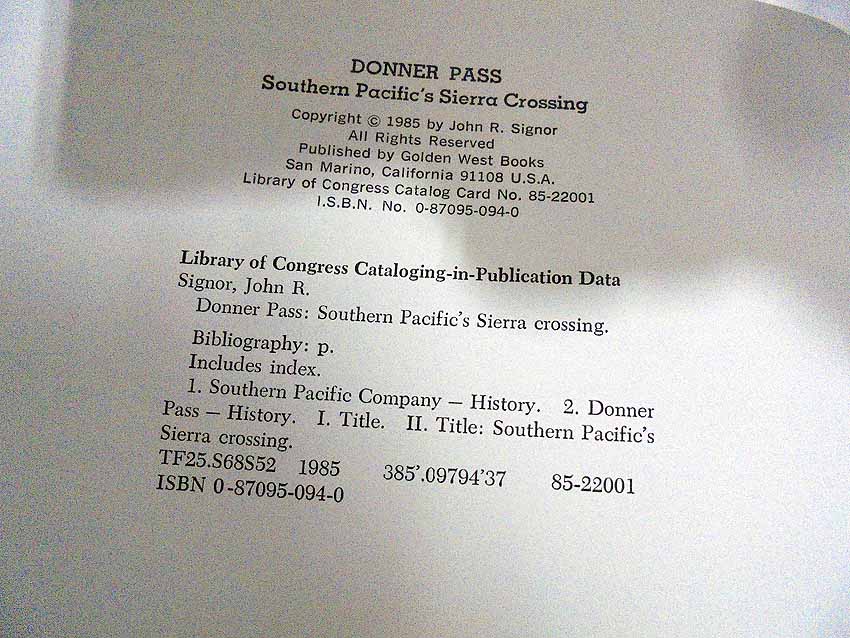 DONNER PASS
Southern Pacific's Sierra Crossing
Copyright © 1985 by John R. Signor
All Rights Reserved
Published by Golden West Books
San Marino, California 91108 U.S.A.
Library of Congress Catalog Card No. 85-22001
I.S.B.N. No. 0-87095-094-0
Library of Congress Cataloging-in-Publication Data
Signor, John R.
Donner Pass: Southern Pacific's Sierra crossing.
Bibliography: p.
Includes index.
1. Southern Pacific Company — History. 2. Donner
Pass — History. I. Title. II. Title: Southern Pacific's
Sierra crossing.
TF25.S68S52 1985 385'.09794'37 85-22001
ISBN 0-87095-094-0